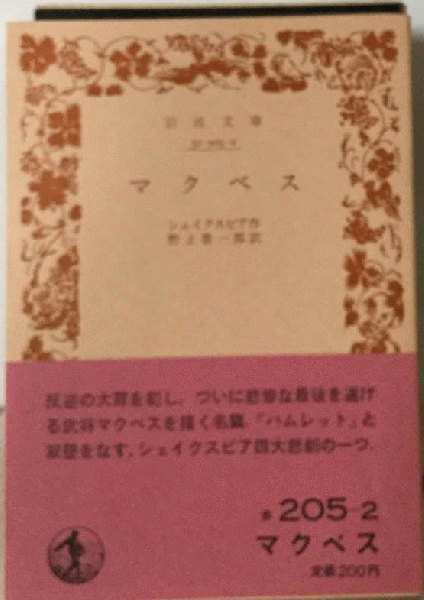 岩波文庫
マクベス
シェイクスピア作
野上豊一郎訳
反逆の大罪を犯し，ついに悲惨な最後を遂げ
る武将マクベスを描く名篇．「ハムレット」と
双璧をなす，シェイクスピア四大悲劇の一つ．
赤 205-2
マクベス
定価200円